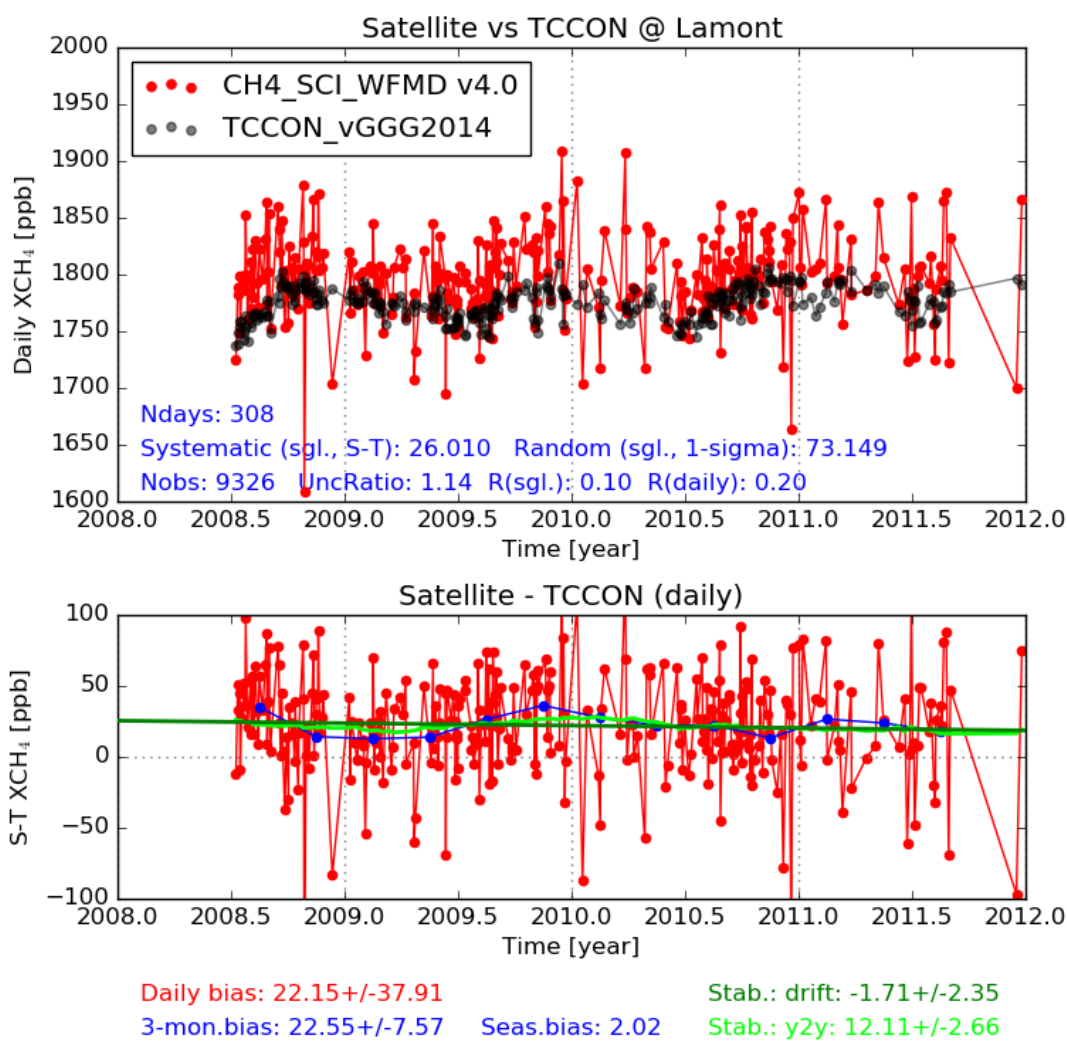 Satellite vs TCCON @ Lamont
2000
1950
1900
1850
1800
1750
1700
1650
1600
Daily XCH₄ [ppb]
CH4_SCI_WFMD v4.0
TCCON_vGGG2014
Ndays: 308
Systematic (sgl., S-T): 26.010 Random (sgl., 1-sigma): 73.149
Nobs: 9326 UncRatio: 1.14 R(sgl.): 0.10 R(daily): 0.20
2008.0 2008.5 2009.0 2009.5 2010.0 2010.5 2011.0 2011.5 2012.0
Time [year]
Satellite - TCCON (daily)
100
50
0
−50
−100
S-T XCH₄ [ppb]
2008.0 2008.5 2009.0 2009.5 2010.0 2010.5 2011.0 2011.5 2012.0
Time [year]
Daily bias: 22.15+/-37.91 Stab.: drift: -1.71+/-2.35
3-mon.bias: 22.55+/-7.57 Seas.bias: 2.02 Stab.: y2y: 12.11+/-2.66